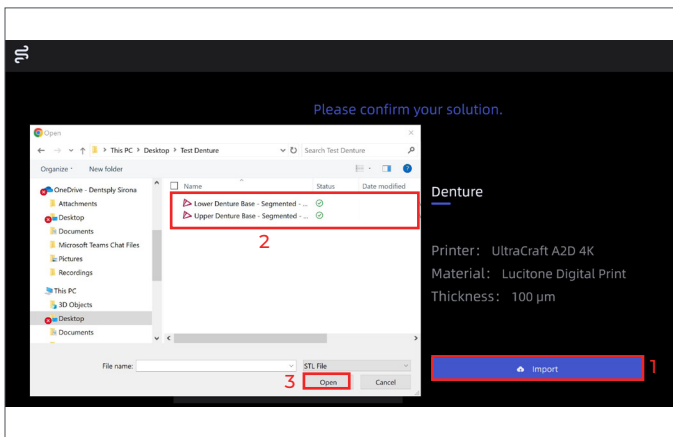 Please confirm your solution.
Open
This PC > Desktop > Test Denture
Search Test Denture
Organize
New folder
OneDrive - Dentsply Sirona
Attachments
Desktop
Documents
Microsoft Teams Chat Files
Pictures
Recordings
This PC
3D Objects
Desktop
Documents
Name
Status
Date modified
Lower Denture Base - Segmented - ...
Upper Denture Base - Segmented - ...
2
File name:
STL File
3
Open
Cancel
Denture
Printer: UltraCraft A2D 4K
Material: Lucitone Digital Print
Thickness: 100 μm
Import
1